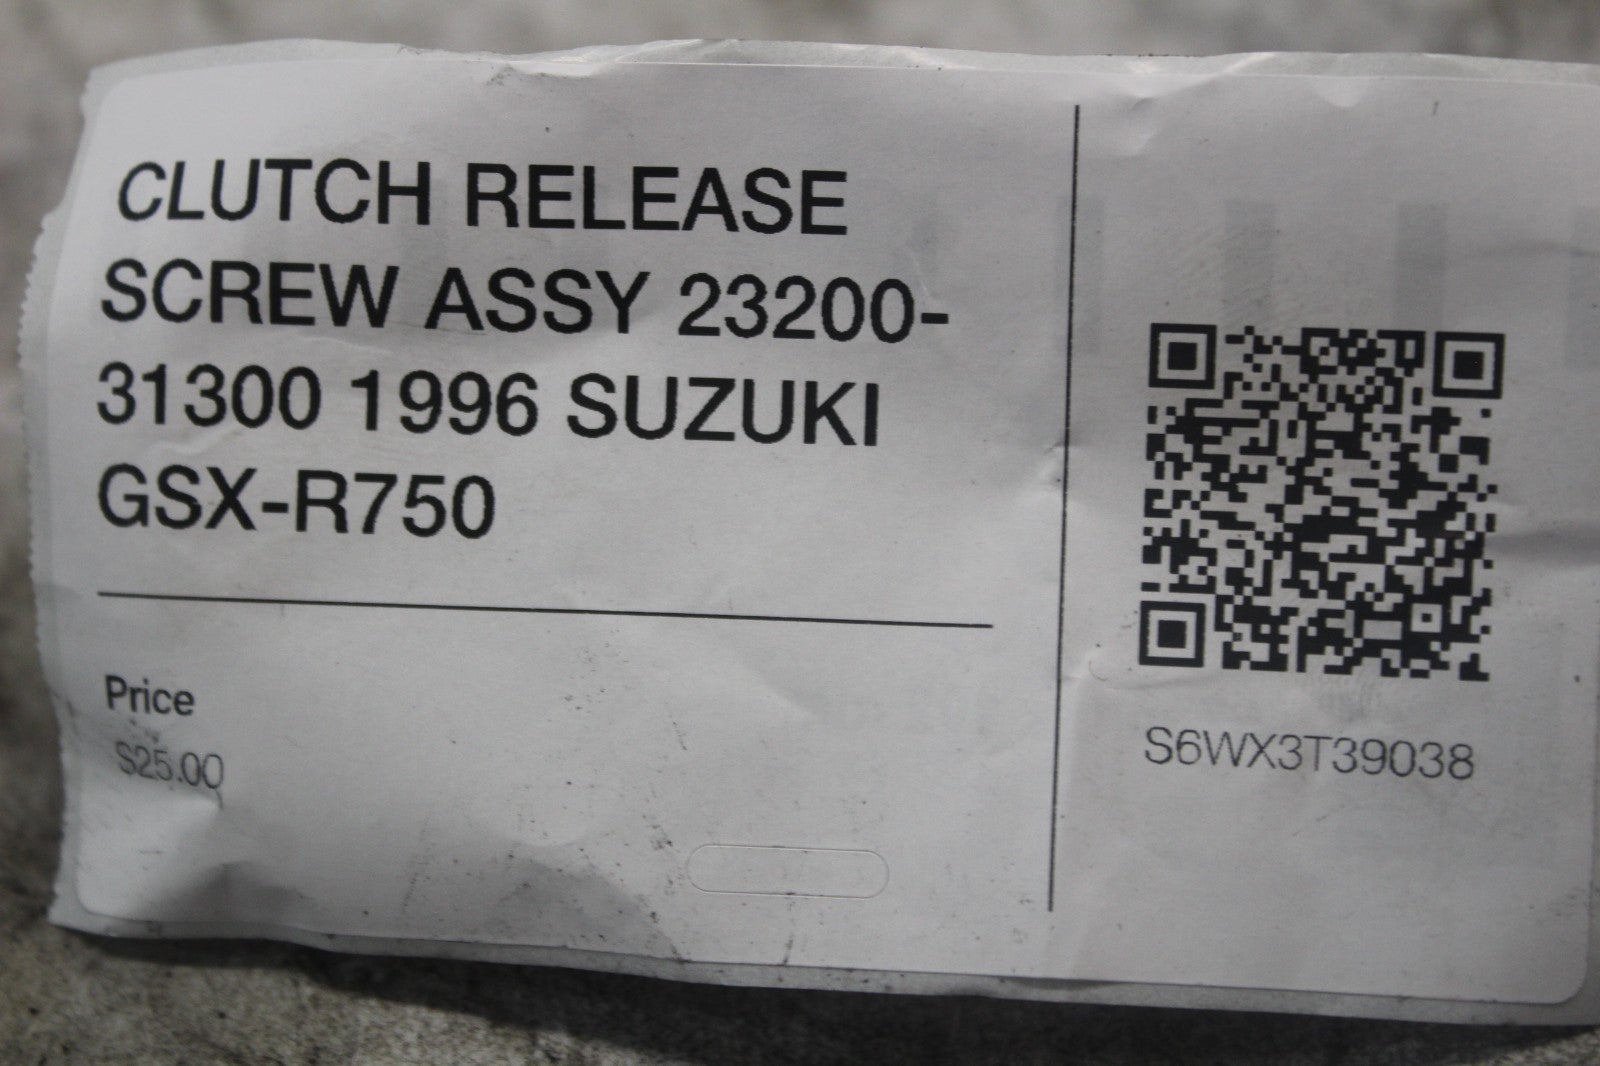 CLUTCH RELEASE
SCREW ASSY 23200-
31300 1996 SUZUKI
GSX-R750
Price
$25.00
S6WX3T39038